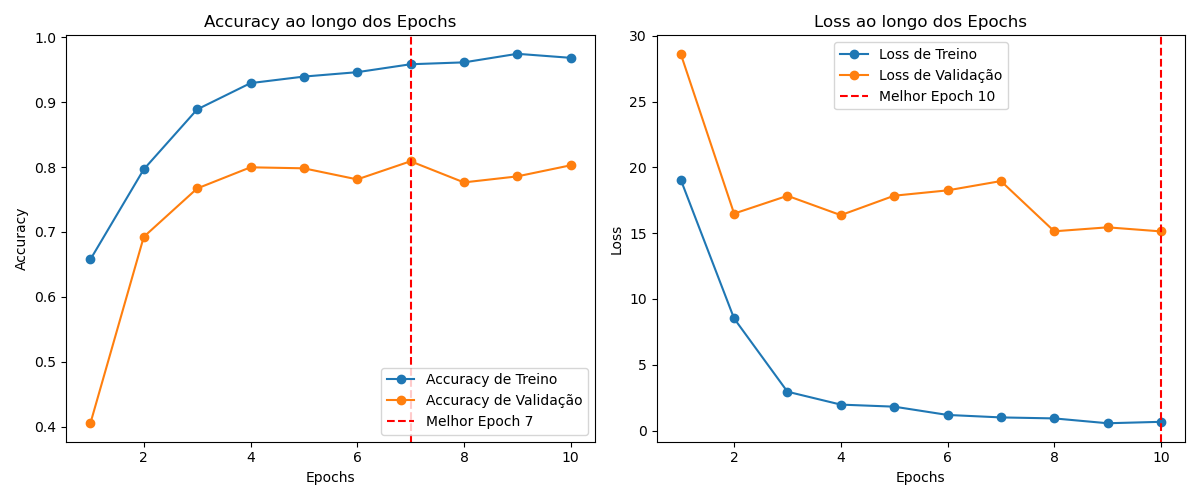 Accuracy ao longo dos Epochs
1.0
0.9
0.8
0.7
0.6
0.5
0.4
Accuracy
2
4
6
8
10
Epochs
Accuracy de Treino
Accuracy de Validação
Melhor Epoch 7
Loss ao longo dos Epochs
30
25
20
15
10
5
0
Loss
2
4
6
8
10
Epochs
Loss de Treino
Loss de Validação
Melhor Epoch 10